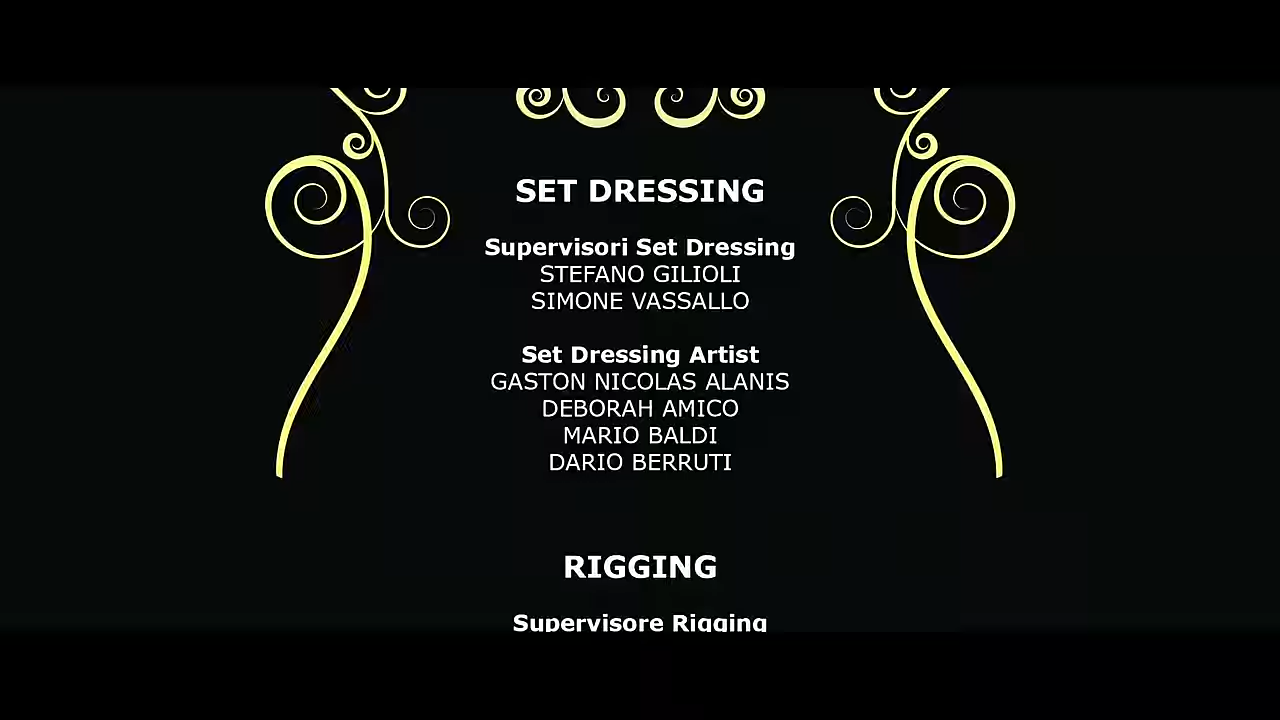 SET DRESSING
Supervisori Set Dressing
STEFANO GILIOLI
SIMONE VASSALLO
Set Dressing Artist
GASTON NICOLAS ALANIS
DEBORAH AMICO
MARIO BALDI
DARIO BERRUTI
RIGGING
Supervisore Rigging